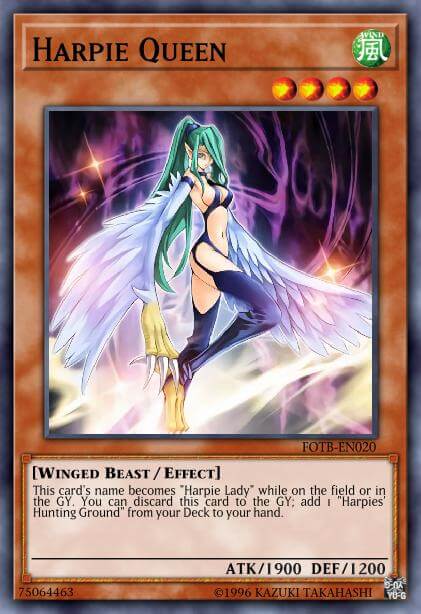 HARPIE QUEEN
WIND
風
FOTB-EN020
[WINGED BEAST / EFFECT]
This card's name becomes "Harpie Lady" while on the field or in
the GY. You can discard this card to the GY; add 1 "Harpies'
Hunting Ground" from your Deck to your hand.
ATK/1900 DEF/1200
75064463
©1996 KAZUKI TAKAHASHI